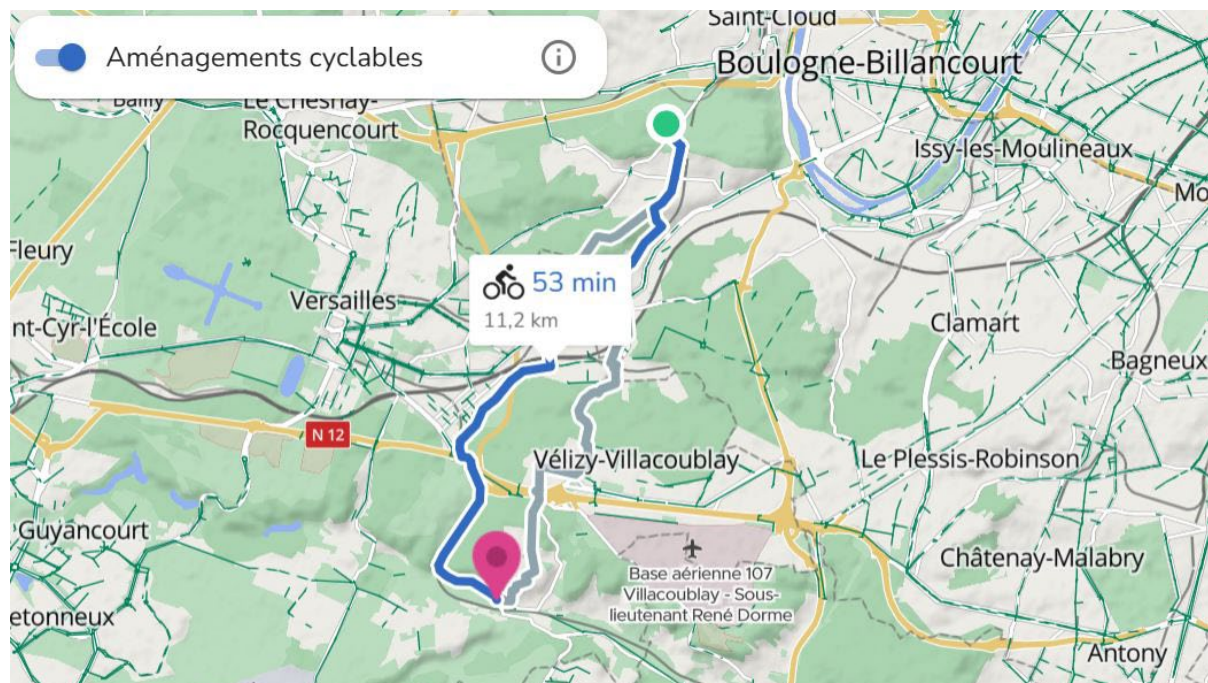 Saint-Cloud
Aménagements cyclables
Boulogne-Billancourt
Bailly
Le Chesnay-
Rocquencourt
Issy-les-Moulineaux
Mo
Fleury
53 min
11,2 km
Versailles
nt-Cyr-l'École
Clamart
Bagneux
N 12
Vélizy-Villacoublay
Le Plessis-Robinson
Guyancourt
Châtenay-Malabry
Base aérienne 107
Villacoublay - Sous-
lieutenant René Dorme
etonneux
Antony